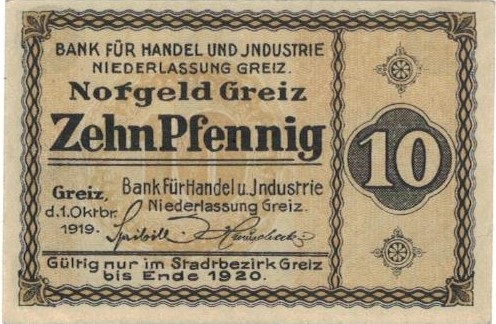 BANK FÜR HANDEL UND JNDUSTRIE
NIEDERLASSUNG GREIZ.
Notgeld Greiz
Zehn Pfennig
10
Greiz,
d. 1. Oktbr.
1919.
Bank Für Handel u. Jndustrie
Niederlassung Greiz.
Gültig nur im Stadtbezirk Greiz
bis Ende 1920.